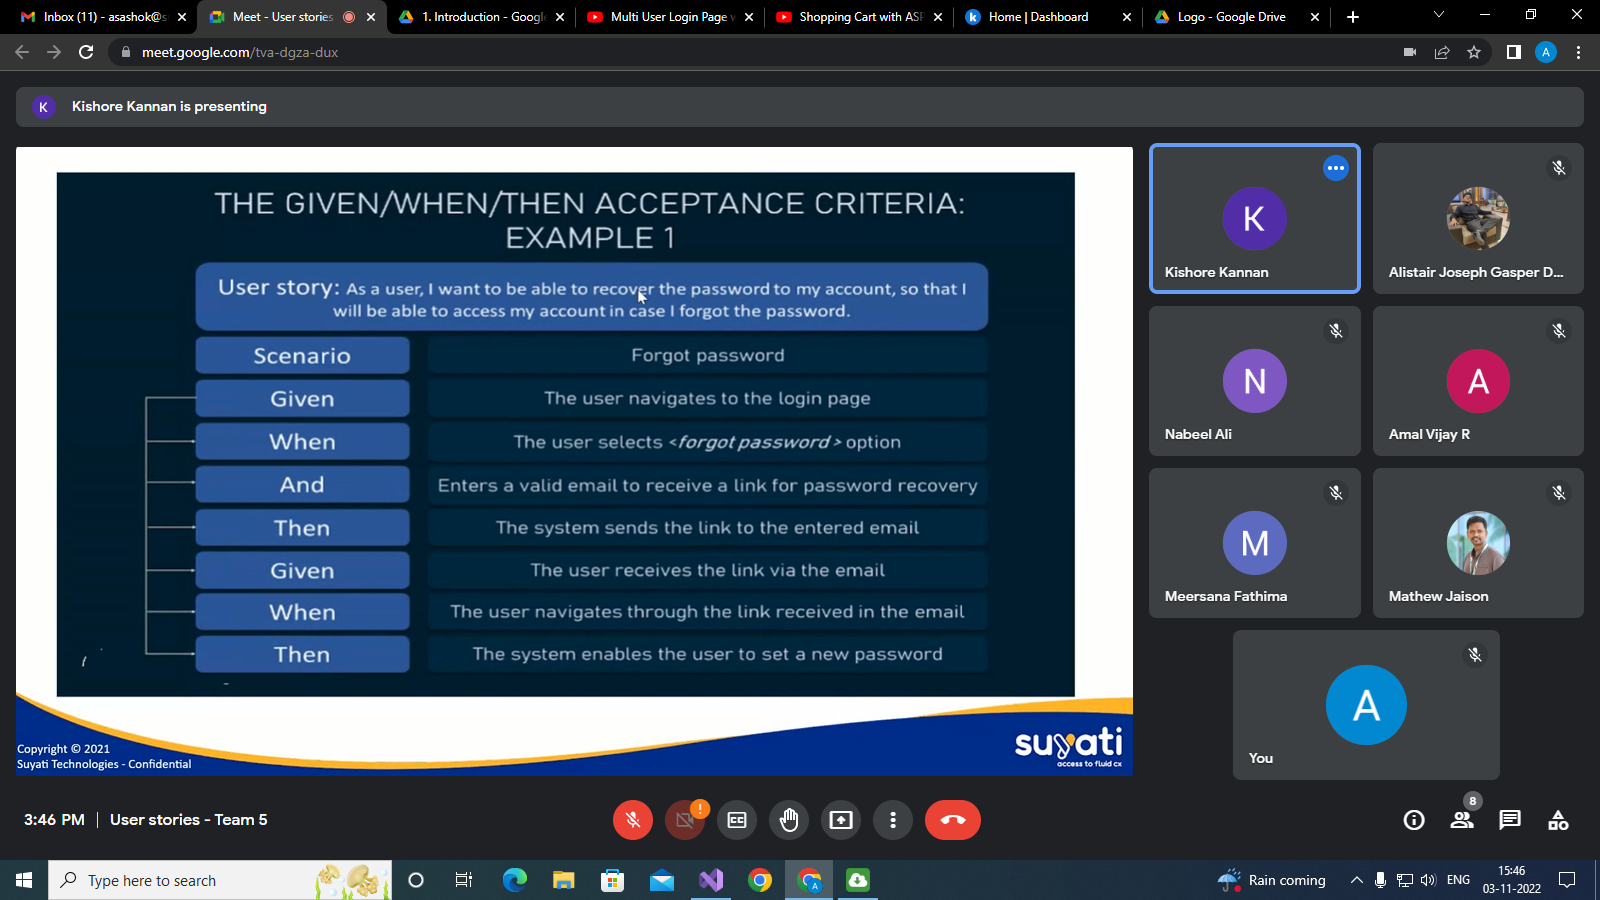 Inbox (11) - asashok@s
Meet - User stories
1. Introduction - Googl
Multi User Login Page w
Shopping Cart with ASP
Home | Dashboard
Logo - Google Drive
meet.google.com/tva-dgza-dux
A
K
Kishore Kannan is presenting
THE GIVEN/WHEN/THEN ACCEPTANCE CRITERIA:
EXAMPLE 1
User story: As a user, I want to be able to recover the password to my account, so that I
will be able to access my account in case I forgot the password.
Scenario Forgot password
Given The user navigates to the login page
When The user selects <forgot password> option
And Enters a valid email to receive a link for password recovery
Then The system sends the link to the entered email
Given The user receives the link via the email
When The user navigates through the link received in the email
Then The system enables the user to set a new password
Copyright © 2021
Suyati Technologies - Confidential
suyati
access to fluid cx
K
Kishore Kannan
Alistair Joseph Gasper D...
N
Nabeel Ali
A
Amal Vijay R
M
Meersana Fathima
Mathew Jaison
A
You
3:46 PM | User stories - Team 5
CC
8
Type here to search
Rain coming
ENG
15:46
03-11-2022